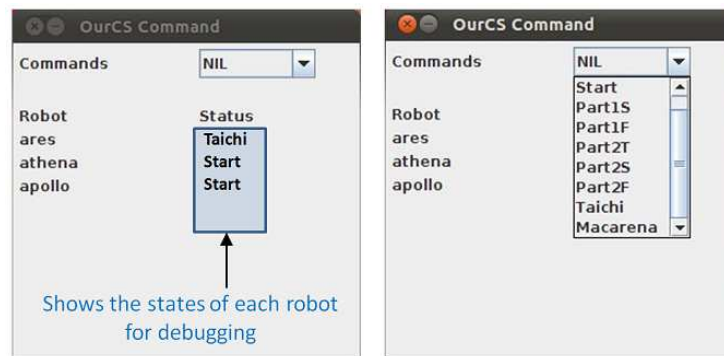 OurCS Command
Commands
NIL
Robot
Status
ares
Taichi
athena
Start
apollo
Start
Shows the states of each robot
for debugging
OurCS Command
Commands
NIL
Start
Part1S
Robot
Part1F
ares
Part2T
athena
Part2S
apollo
Part2F
Taichi
Macarena